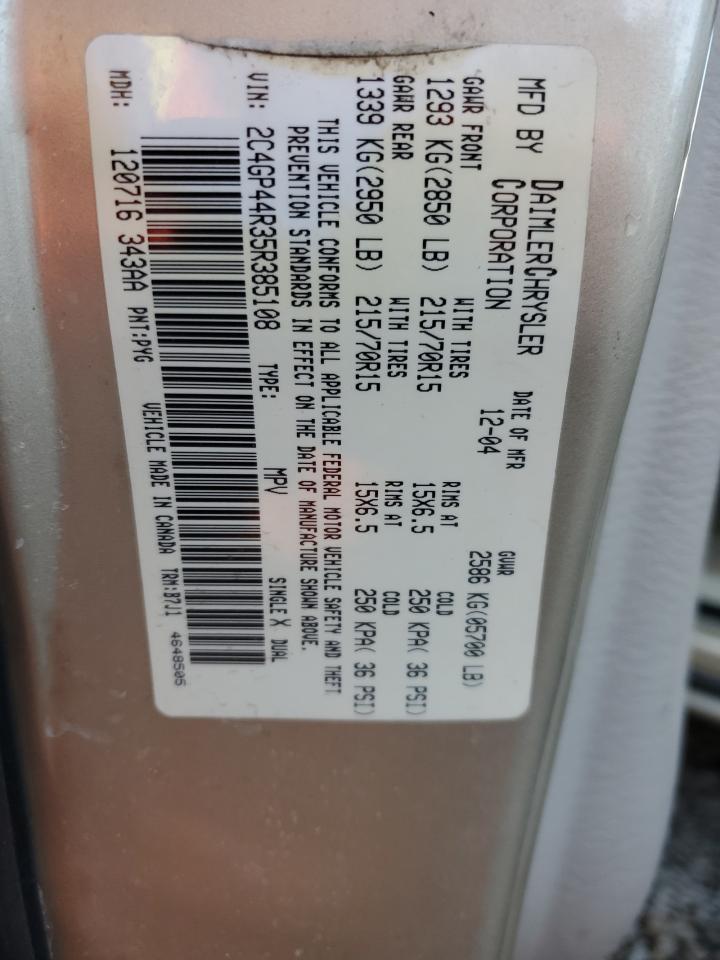 MFD BY DAIMLERCHRYSLER CORPORATION
DATE OF MFR 12-04
GVWR 2586 KG(05700 LB)
GAWR FRONT WITH TIRES RIMS AT COLD
1293 KG(2850 LB) 215/70R15 15X6.5 250 KPA( 36 PSI)
GAWR REAR WITH TIRES RIMS AT COLD
1339 KG(2950 LB) 215/70R15 15X6.5 250 KPA( 36 PSI)
THIS VEHICLE CONFORMS TO ALL APPLICABLE FEDERAL MOTOR VEHICLE SAFETY AND THEFT
PREVENTION STANDARDS IN EFFECT ON THE DATE OF MANUFACTURE SHOWN ABOVE.
VIN: 2C4GP44R35R385108 TYPE: MPV SINGLE X DUAL
MDH: 120716 343AA PNT:PYG VEHICLE MADE IN CANADA TRM:B7J1 4648505